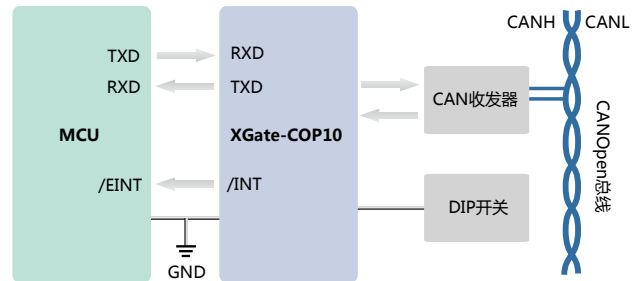 CANH CANL
TXD RXD
RXD TXD
CAN收发器
MCU XGate-COP10
CANOpen总线
/EINT /INT
DIP开关
GND